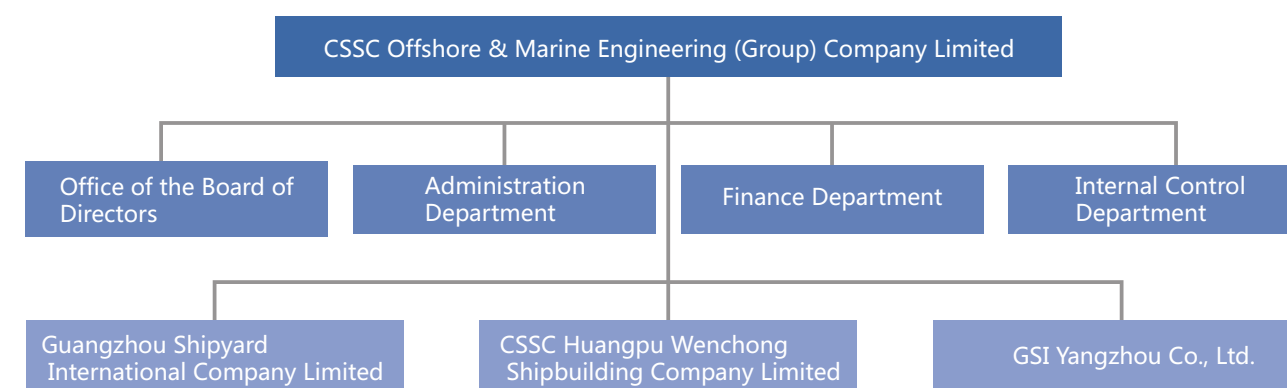 CSSC Offshore & Marine Engineering (Group) Company Limited
Office of the Board of
Directors
Administration
Department
Finance Department
Internal Control
Department
Guangzhou Shipyard
International Company Limited
CSSC Huangpu Wenchong
Shipbuilding Company Limited
GSI Yangzhou Co., Ltd.